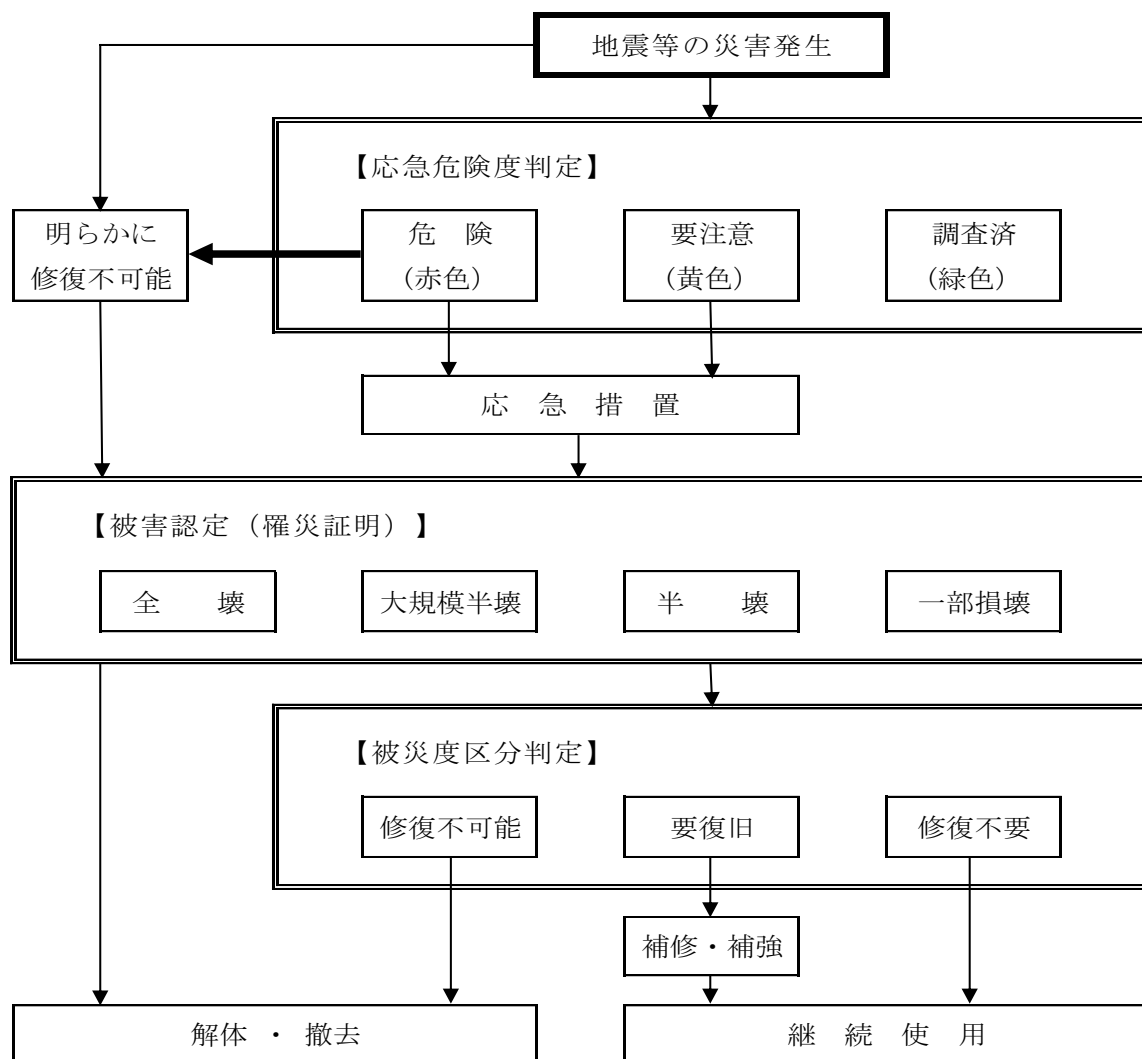 地震等の災害発生
【応急危険度判定】
明らかに
修復不可能
危　険
(赤色)
要注意
(黄色)
調査済
(緑色)
応　急　措　置
【被害認定（罹災証明）】
全　　壊
大規模半壊
半　　壊
一部損壊
【被災度区分判定】
修復不可能
要復旧
修復不要
補修・補強
解体 ・ 撤去
継　続　使　用